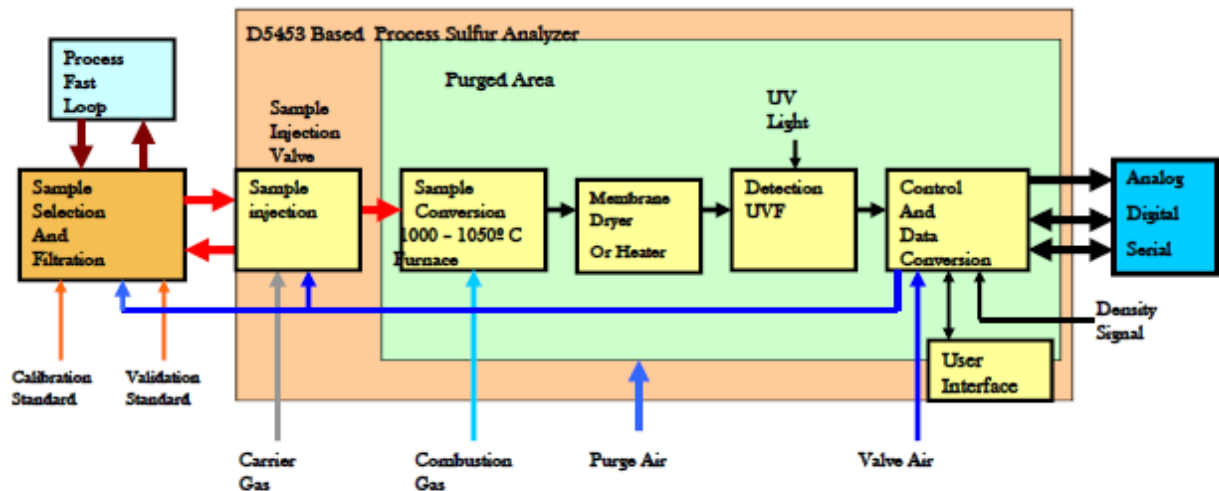 D5453 Based Process Sulfur Analyzer
Process
Fast
Loop
Purged Area
Sample
Injection
Valve
UV
Light
Sample
Selection
And
Filtration
Sample
injection
Sample
Conversion
1000 – 1050º C
Furnace
Membrane
Dryer
Or Heater
Detection
UVF
Control
And
Data
Conversion
Analog
Digital
Serial
Density
Signal
User
Interface
Calibration
Standard
Validation
Standard
Carrier
Gas
Combustion
Gas
Purge Air
Valve Air